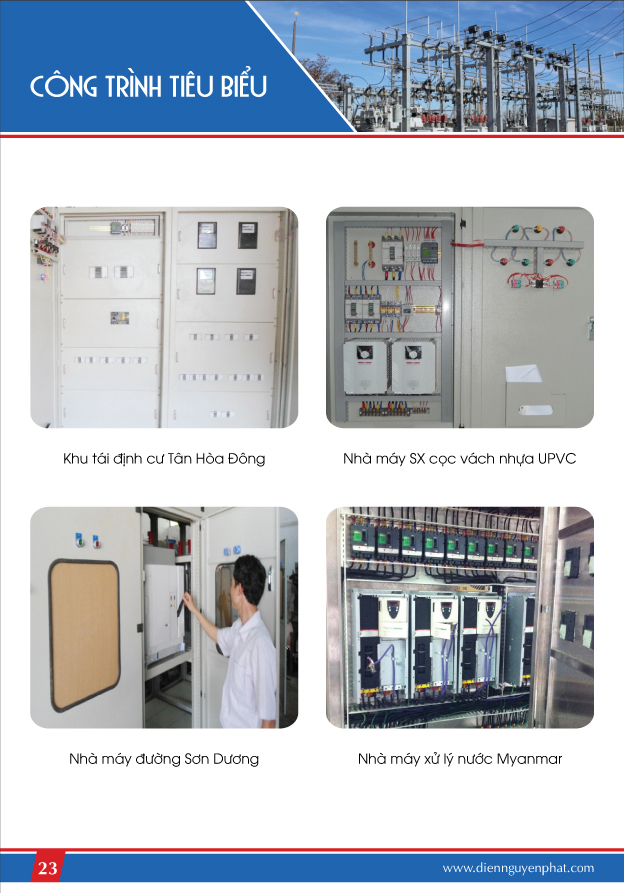 CÔNG TRÌNH TIÊU BIỂU
Khu tái định cư Tân Hòa Đông
Nhà máy SX cọc vách nhựa UPVC
Nhà máy đường Sơn Dương
Nhà máy xử lý nước Myanmar
23
www.diennguyenphat.com